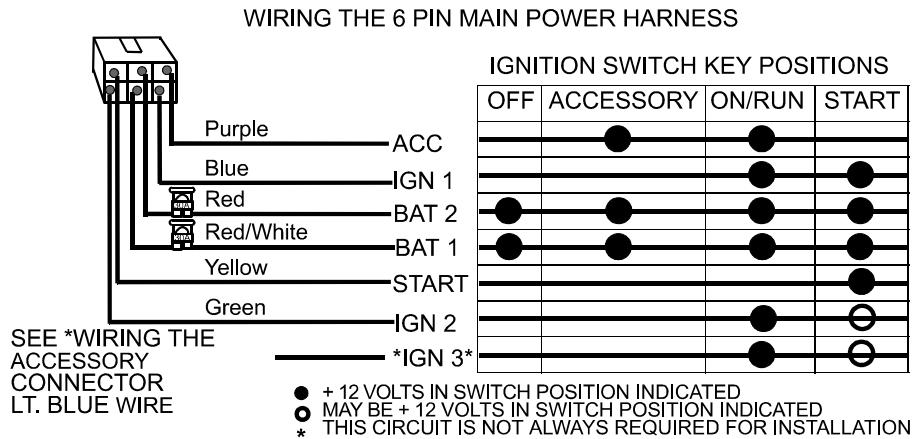 WIRING THE 6 PIN MAIN POWER HARNESS
IGNITION SWITCH KEY POSITIONS
OFF ACCESSORY ON/RUN START
Purple ACC
Blue IGN 1
Red BAT 2
30A
Red/White BAT 1
30A
Yellow START
Green IGN 2
*IGN 3*
SEE *WIRING THE
ACCESSORY
CONNECTOR
LT. BLUE WIRE
+ 12 VOLTS IN SWITCH POSITION INDICATED
MAY BE + 12 VOLTS IN SWITCH POSITION INDICATED
* THIS CIRCUIT IS NOT ALWAYS REQUIRED FOR INSTALLATION